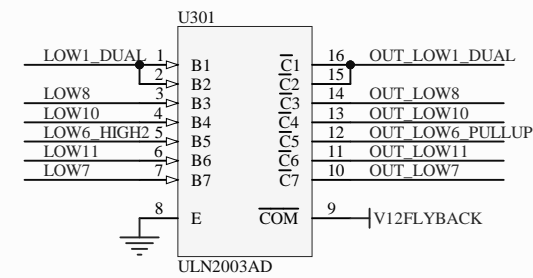 U301
LOW1_DUAL 1 B1 C1 16 OUT_LOW1_DUAL
2 B2 C2 15
LOW8 3 B3 C3 14 OUT_LOW8
LOW10 4 B4 C4 13 OUT_LOW10
LOW6_HIGH2 5 B5 C5 12 OUT_LOW6_PULLUP
LOW11 6 B6 C6 11 OUT_LOW11
LOW7 7 B7 C7 10 OUT_LOW7
8 E COM 9 V12FLYBACK
ULN2003AD